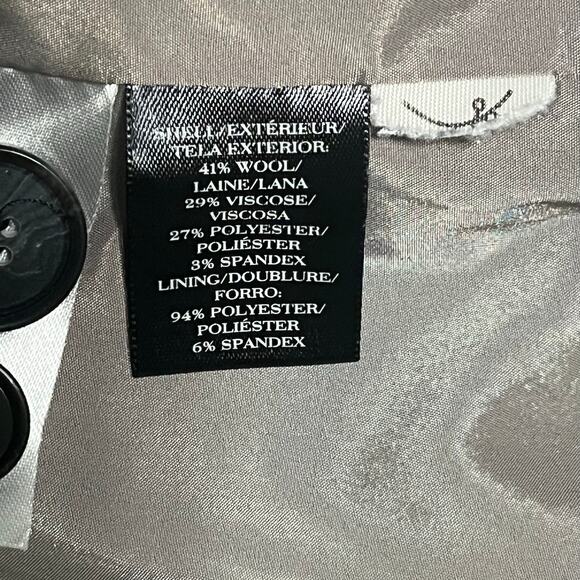 SHELL/EXTÉRIEUR/
TELA EXTERIOR:
41% WOOL/
LAINE/LANA
29% VISCOSE/
VISCOSA
27% POLYESTER/
POLIÉSTER
3% SPANDEX
LINING/DOUBLURE/
FORRO:
94% POLYESTER/
POLIÉSTER
6% SPANDEX